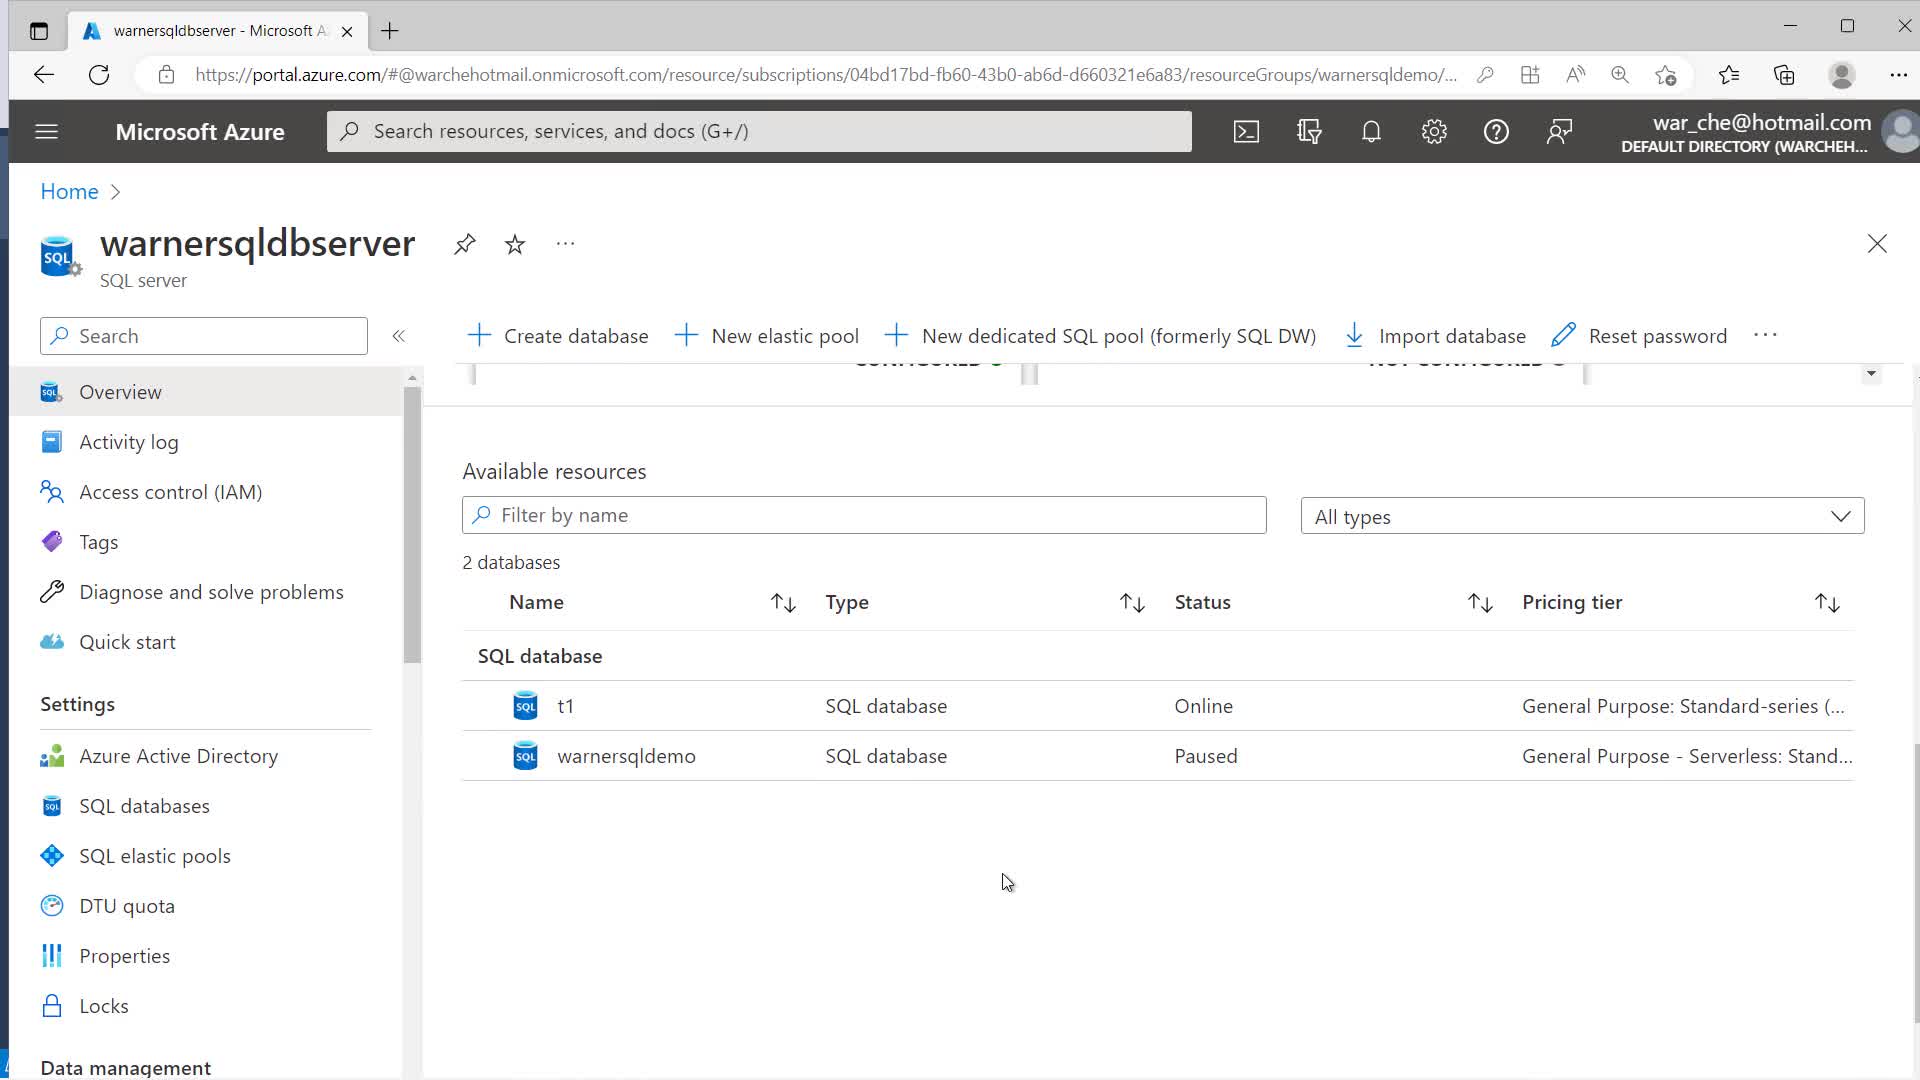 warnersqldbserver - Microsoft A
https://portal.azure.com/#@warchehotmail.onmicrosoft.com/resource/subscriptions/04bd17bd-fb60-43b0-ab6d-d660321e6a83/resourceGroups/warnersqldemo/...
Microsoft Azure
Search resources, services, and docs (G+/)
war_che@hotmail.com
DEFAULT DIRECTORY (WARCHEH...
Home
warnersqldbserver
SQL server
Search
Create database
New elastic pool
New dedicated SQL pool (formerly SQL DW)
Import database
Reset password
CONFIGURED
NOT CONFIGURED
Overview
Activity log
Access control (IAM)
Tags
Diagnose and solve problems
Quick start
Settings
Azure Active Directory
SQL databases
SQL elastic pools
DTU quota
Properties
Locks
Data management
Available resources
Filter by name
All types
2 databases
Name Type Status Pricing tier
SQL database
t1 SQL database Online General Purpose: Standard-series (...
warnersqldemo SQL database Paused General Purpose - Serverless: Stand...